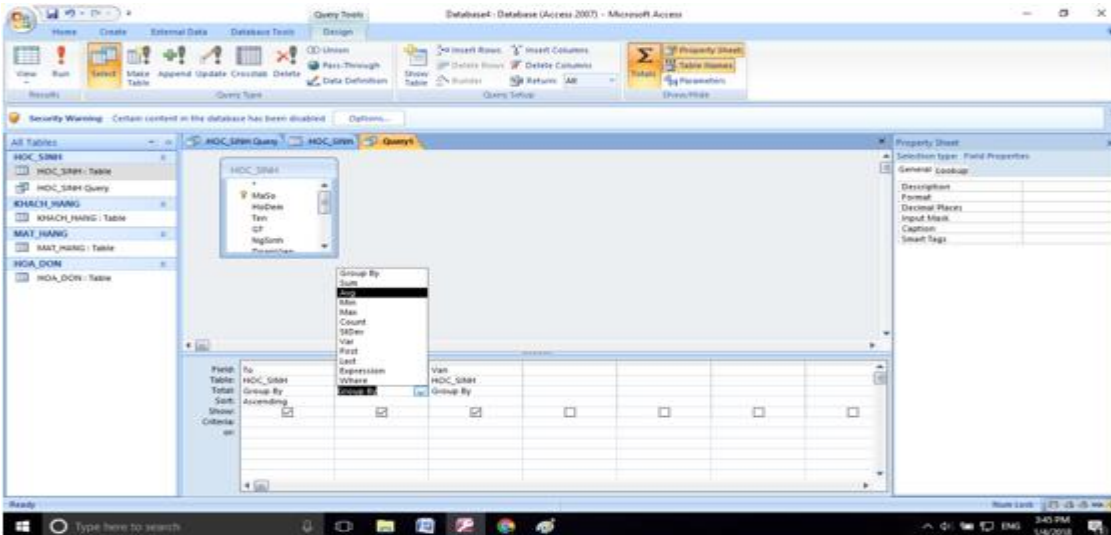 Query Tools
Database4 : Database (Access 2007) - Microsoft Access
Home Create External Data Database Tools Design
View Run Select Make Table Append Update Crosstab Delete
Union
Pass-Through
Data Definition
Show Table
Insert Rows
Delete Rows
Builder
Insert Columns
Delete Columns
Return: All
Totals
Property Sheet
Table Names
Parameters
Results Query Type Query Setup Show/Hide
Security Warning Certain content in the database has been disabled Options...
All Tables
HOC_SINH
HOC_SINH : Table
HOC_SINH Query
KHACH_HANG
KHACH_HANG : Table
MAT_HANG
MAT_HANG : Table
HOA_DON
HOA_DON : Table
HOC_SINH Query HOC_SINH Query1
HOC_SINH
*
MaSo
HoDem
Ten
GT
NgSinh
Group By
Sum
Avg
Min
Max
Count
StDev
Var
First
Last
Expression
Where
Field: To Van
Table: HOC_SINH HOC_SINH
Total: Group By Group By Group By
Sort: Ascending
Show:
Criteria:
or:
Property Sheet
Selection type: Field Properties
General Lookup
Description
Format
Decimal Places
Input Mask
Caption
Smart Tags
Ready
Num Lock
Type here to search
ENG
3:45 PM
5/4/2018